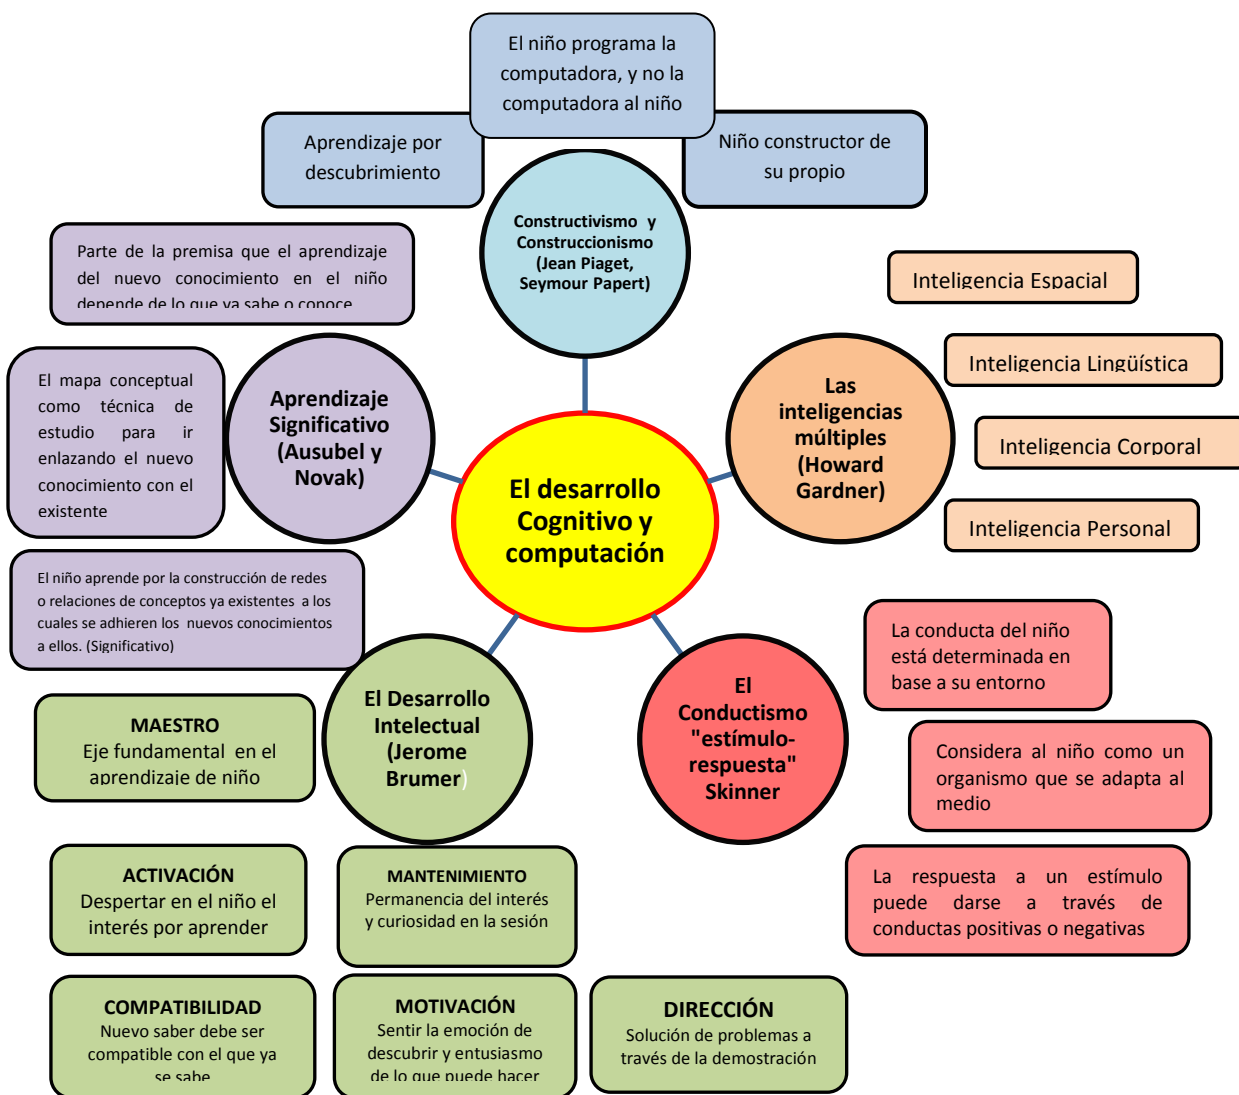 El niño programa la
computadora, y no la
computadora al niño
Aprendizaje por
descubrimiento
Niño constructor de
su propio
Constructivismo y
Construccionismo
(Jean Piaget,
Seymour Papert)
Parte de la premisa que el aprendizaje
del nuevo conocimiento en el niño
depende de lo que ya sabe o conoce
El mapa conceptual
como técnica de
estudio para ir
enlazando el nuevo
conocimiento con el
existente
El niño aprende por la construcción de redes
o relaciones de conceptos ya existentes a los
cuales se adhieren los nuevos conocimientos
a ellos. (Significativo)
Aprendizaje
Significativo
(Ausubel y
Novak)
Las
inteligencias
múltiples
(Howard
Gardner)
Inteligencia Espacial
Inteligencia Lingüística
Inteligencia Corporal
Inteligencia Personal
El desarrollo
Cognitivo y
computación
El Desarrollo
Intelectual
(Jerome
Brumer)
El
Conductismo
"estímulo-
respuesta"
Skinner
La conducta del niño
está determinada en
base a su entorno
Considera al niño como un
organismo que se adapta al
medio
La respuesta a un estímulo
puede darse a través de
conductas positivas o negativas
MAESTRO
Eje fundamental en el
aprendizaje de niño
ACTIVACIÓN
Despertar en el niño el
interés por aprender
MANTENIMIENTO
Permanencia del interés
y curiosidad en la sesión
COMPATIBILIDAD
Nuevo saber debe ser
compatible con el que ya
se sabe
MOTIVACIÓN
Sentir la emoción de
descubrir y entusiasmo
de lo que puede hacer
DIRECCIÓN
Solución de problemas a
través de la demostración